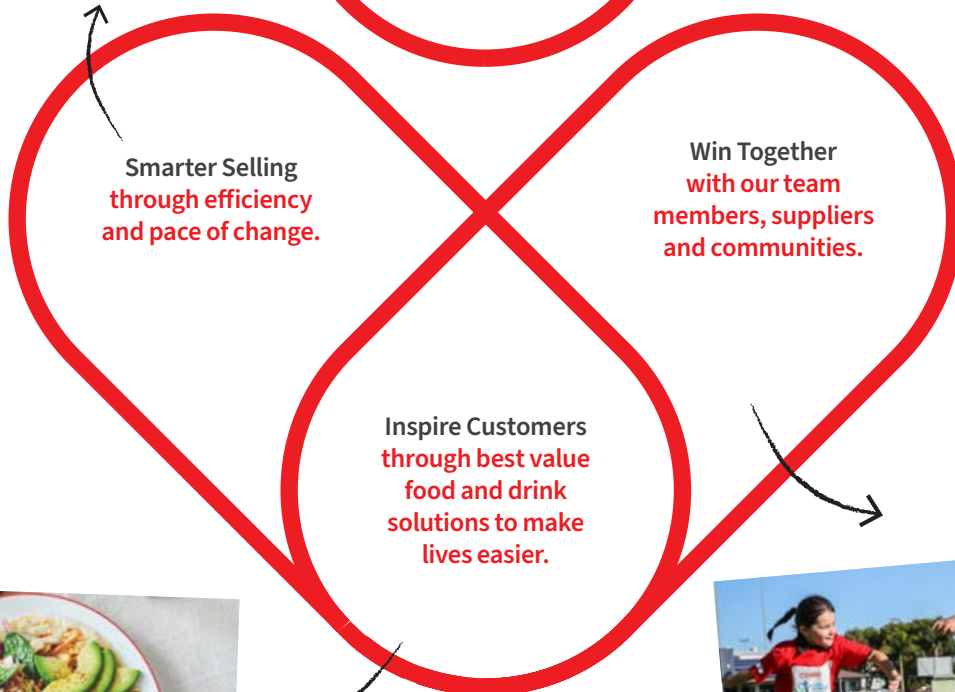 Smarter Selling
through efficiency
and pace of change.
Win Together
with our team
members, suppliers
and communities.
Inspire Customers
through best value
food and drink
solutions to make
lives easier.